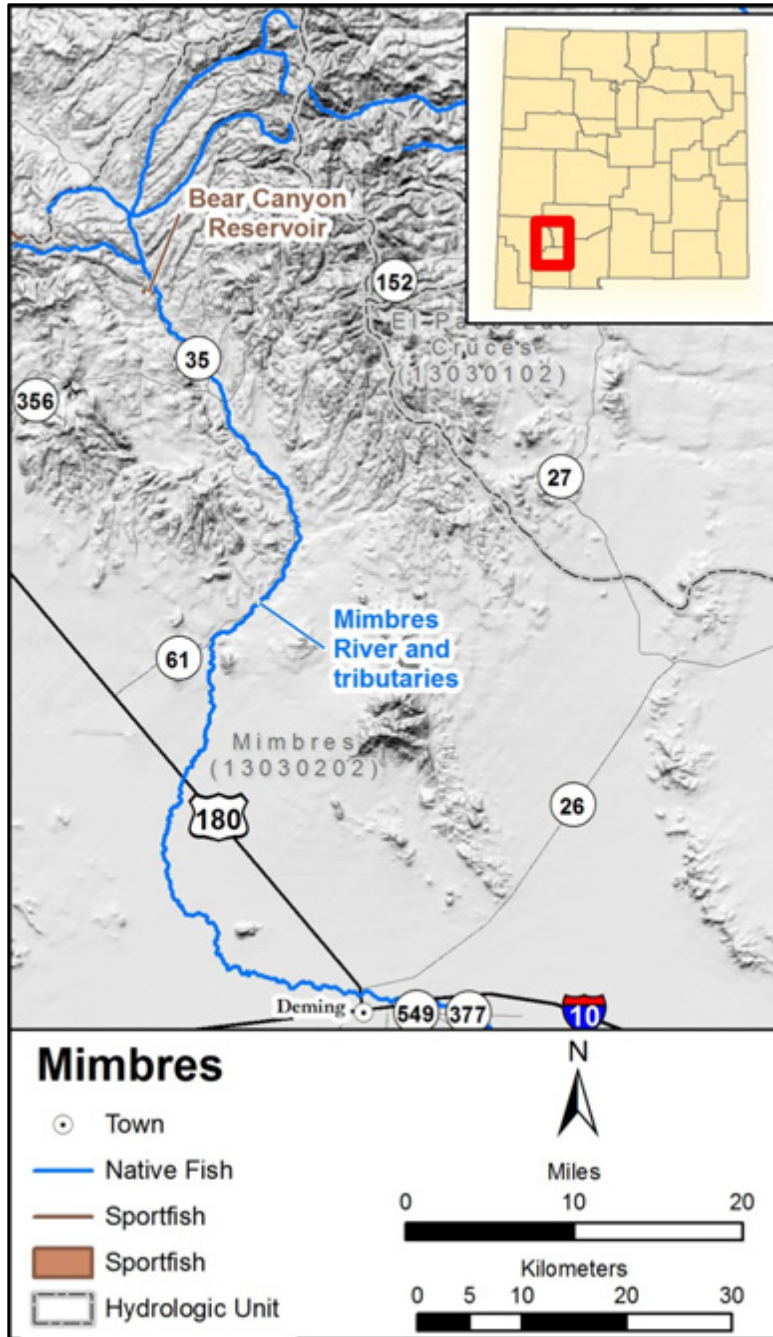 Bear Canyon
Reservoir
152
El Paso-Las
Cruces
(13030102)
35
356
27
Mimbres
River and
tributaries
61
Mimbres
(13030202)
180
26
Deming
549
377
10
Mimbres
Town
Native Fish
Sportfish
Sportfish
Hydrologic Unit
N
Miles
0 10 20
Kilometers
0 5 10 20 30